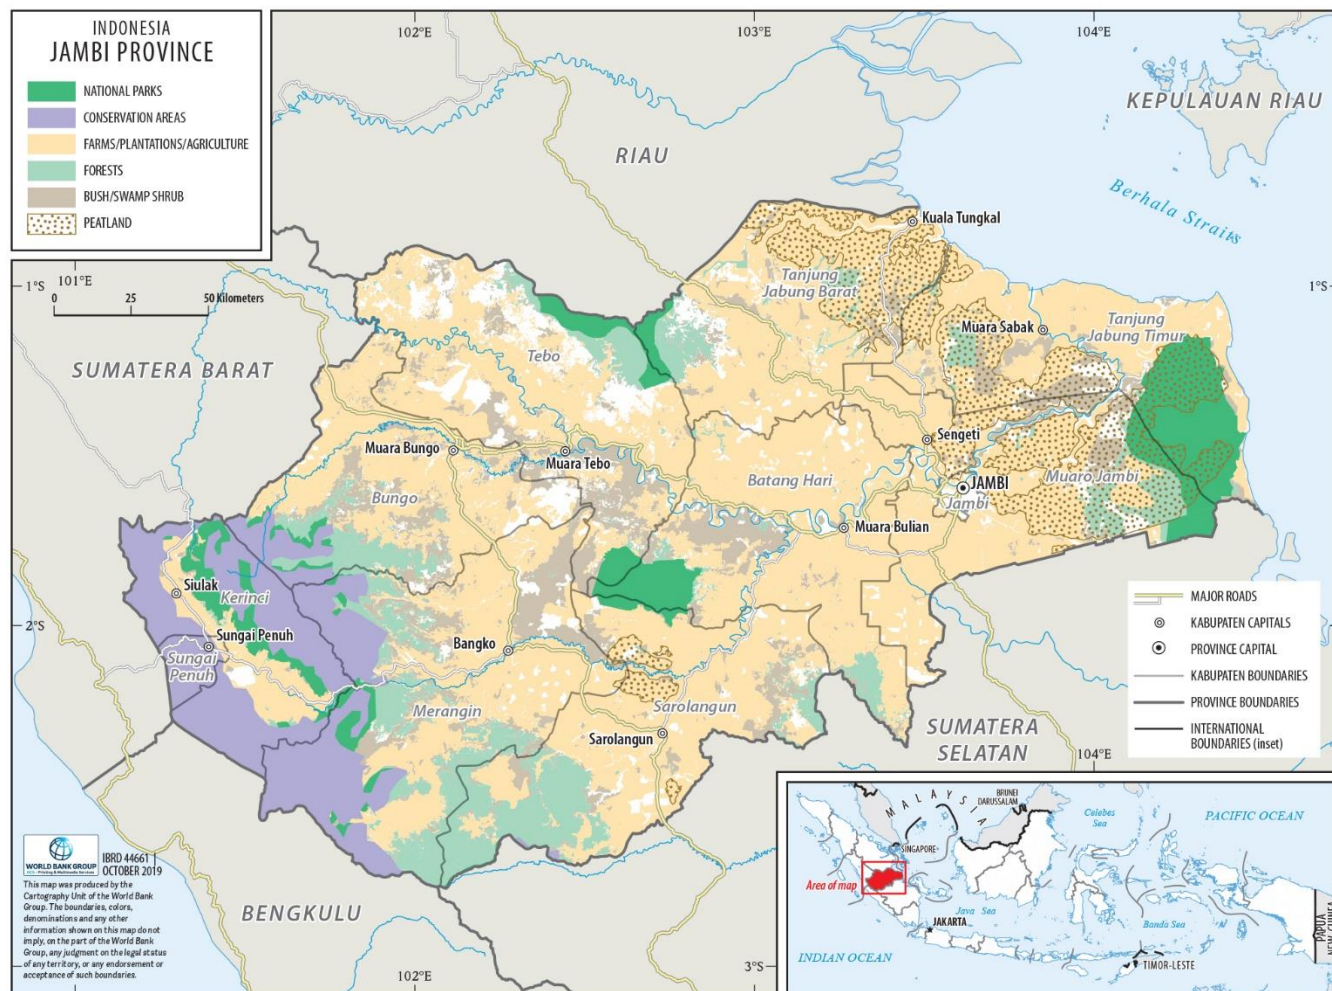 INDONESIA
JAMBI PROVINCE
NATIONAL PARKS
CONSERVATION AREAS
FARMS/PLANTATIONS/AGRICULTURE
FORESTS
BUSH/SWAMP SHRUB
PEATLAND
102°E
103°E
104°E
KEPULAUAN RIAU
RIAU
Berhala Straits
Kuala Tungkal
1°S
101°E
0 25 50 Kilometers
1°S
Tanjung
Jabung Barat
Tanjung
Jabung Timur
Muara Sabak
SUMATERA BARAT
Tebo
Sengeti
Muara Bungo
Muara Tebo
Batang Hari
Muaro Jambi
JAMBI
Jambi
Bungo
Muara Bulian
Siulak
Kerinci
2°S
Sungai Penuh
Sungai
Penuh
Bangko
Merangin
Sarolangun
Sarolangun
SUMATERA
SELATAN
104°E
MAJOR ROADS
KABUPATEN CAPITALS
PROVINCE CAPITAL
KABUPATEN BOUNDARIES
PROVINCE BOUNDARIES
INTERNATIONAL
BOUNDARIES (inset)
BENGKULU
102°E
3°S
WORLD BANK GROUP
IBRD 44661
OCTOBER 2019
This map was produced by the
Cartography Unit of the World Bank
Group. The boundaries, colors,
denominations and any other
information shown on this map do not
imply, on the part of the World Bank
Group, any judgment on the legal status
of any territory, or any endorsement or
acceptance of such boundaries.
MALAYSIA
BRUNEI
DARUSSALAM
SINGAPORE
Celebes
Sea
PACIFIC OCEAN
Area of map
Java Sea
JAKARTA
Banda Sea
INDIAN OCEAN
TIMOR-LESTE
PAPUA